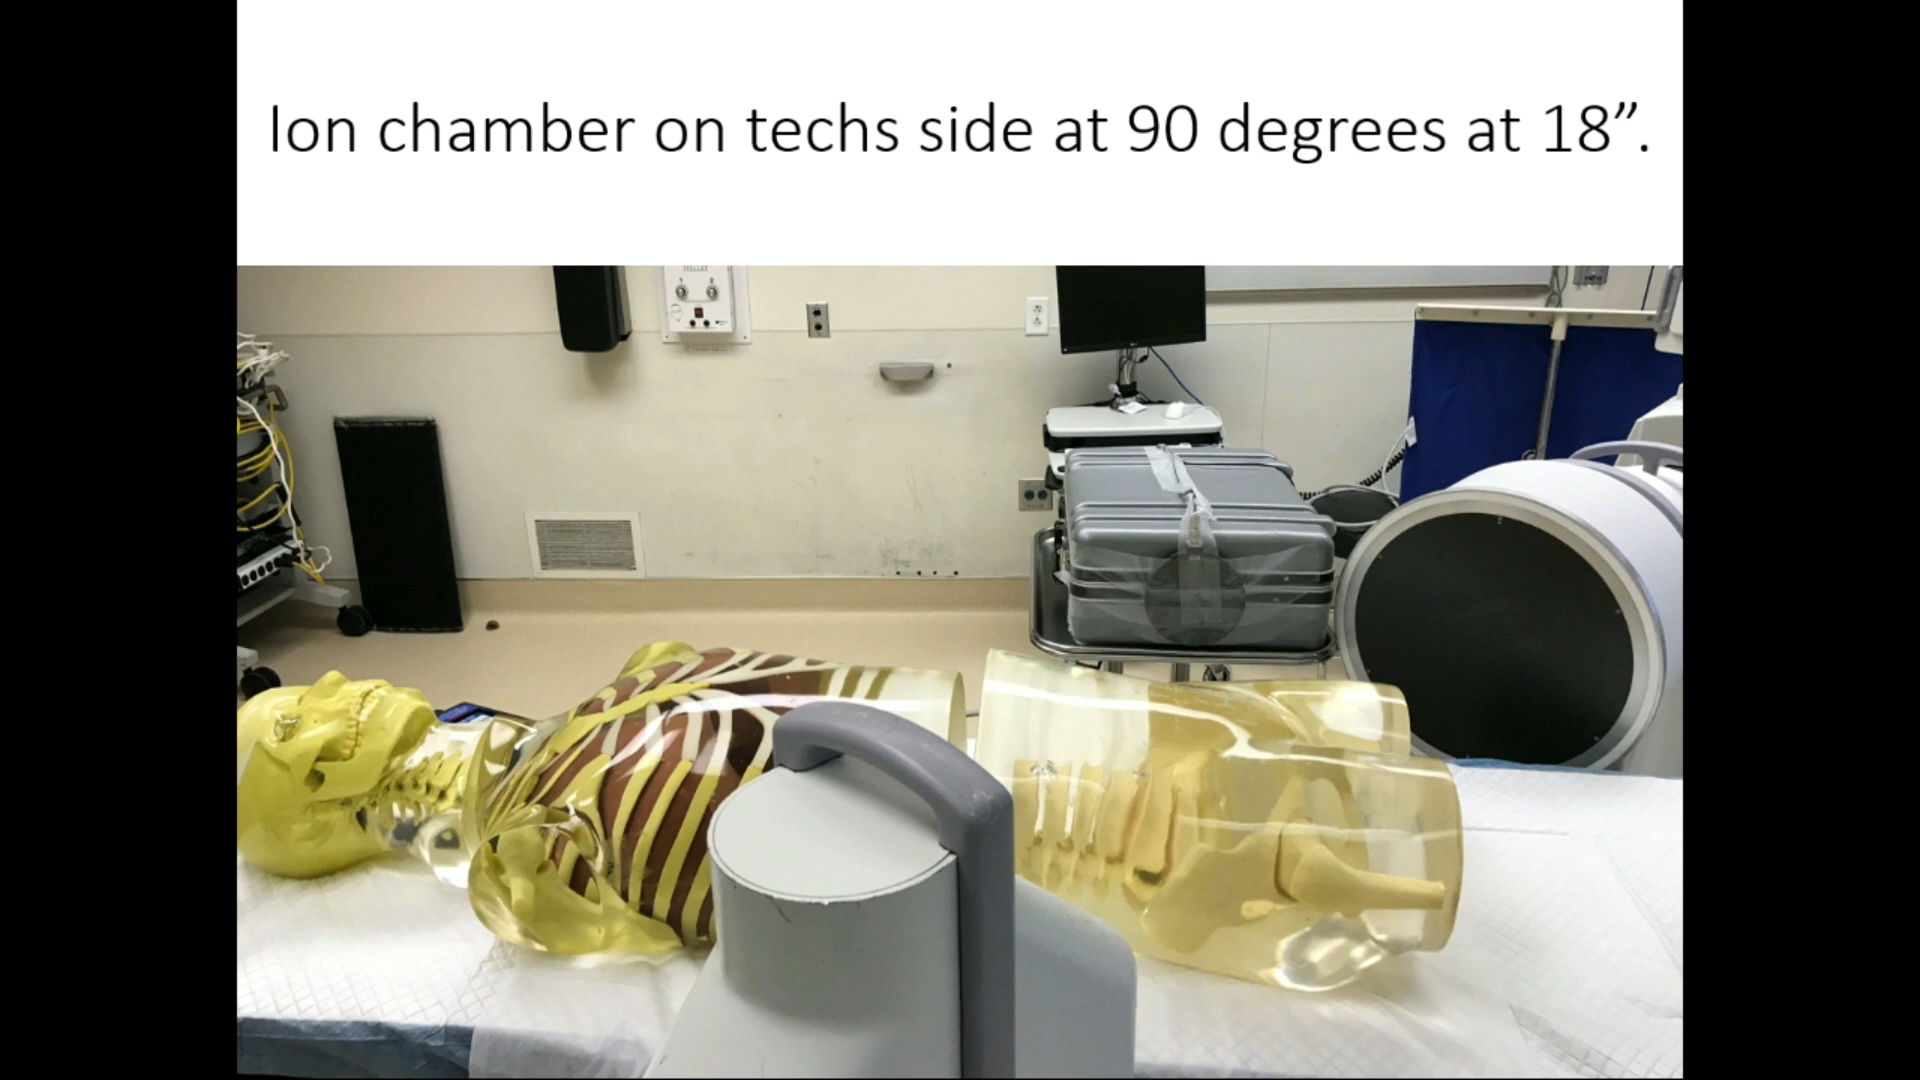 Ion chamber on techs side at 90 degrees at 18”.